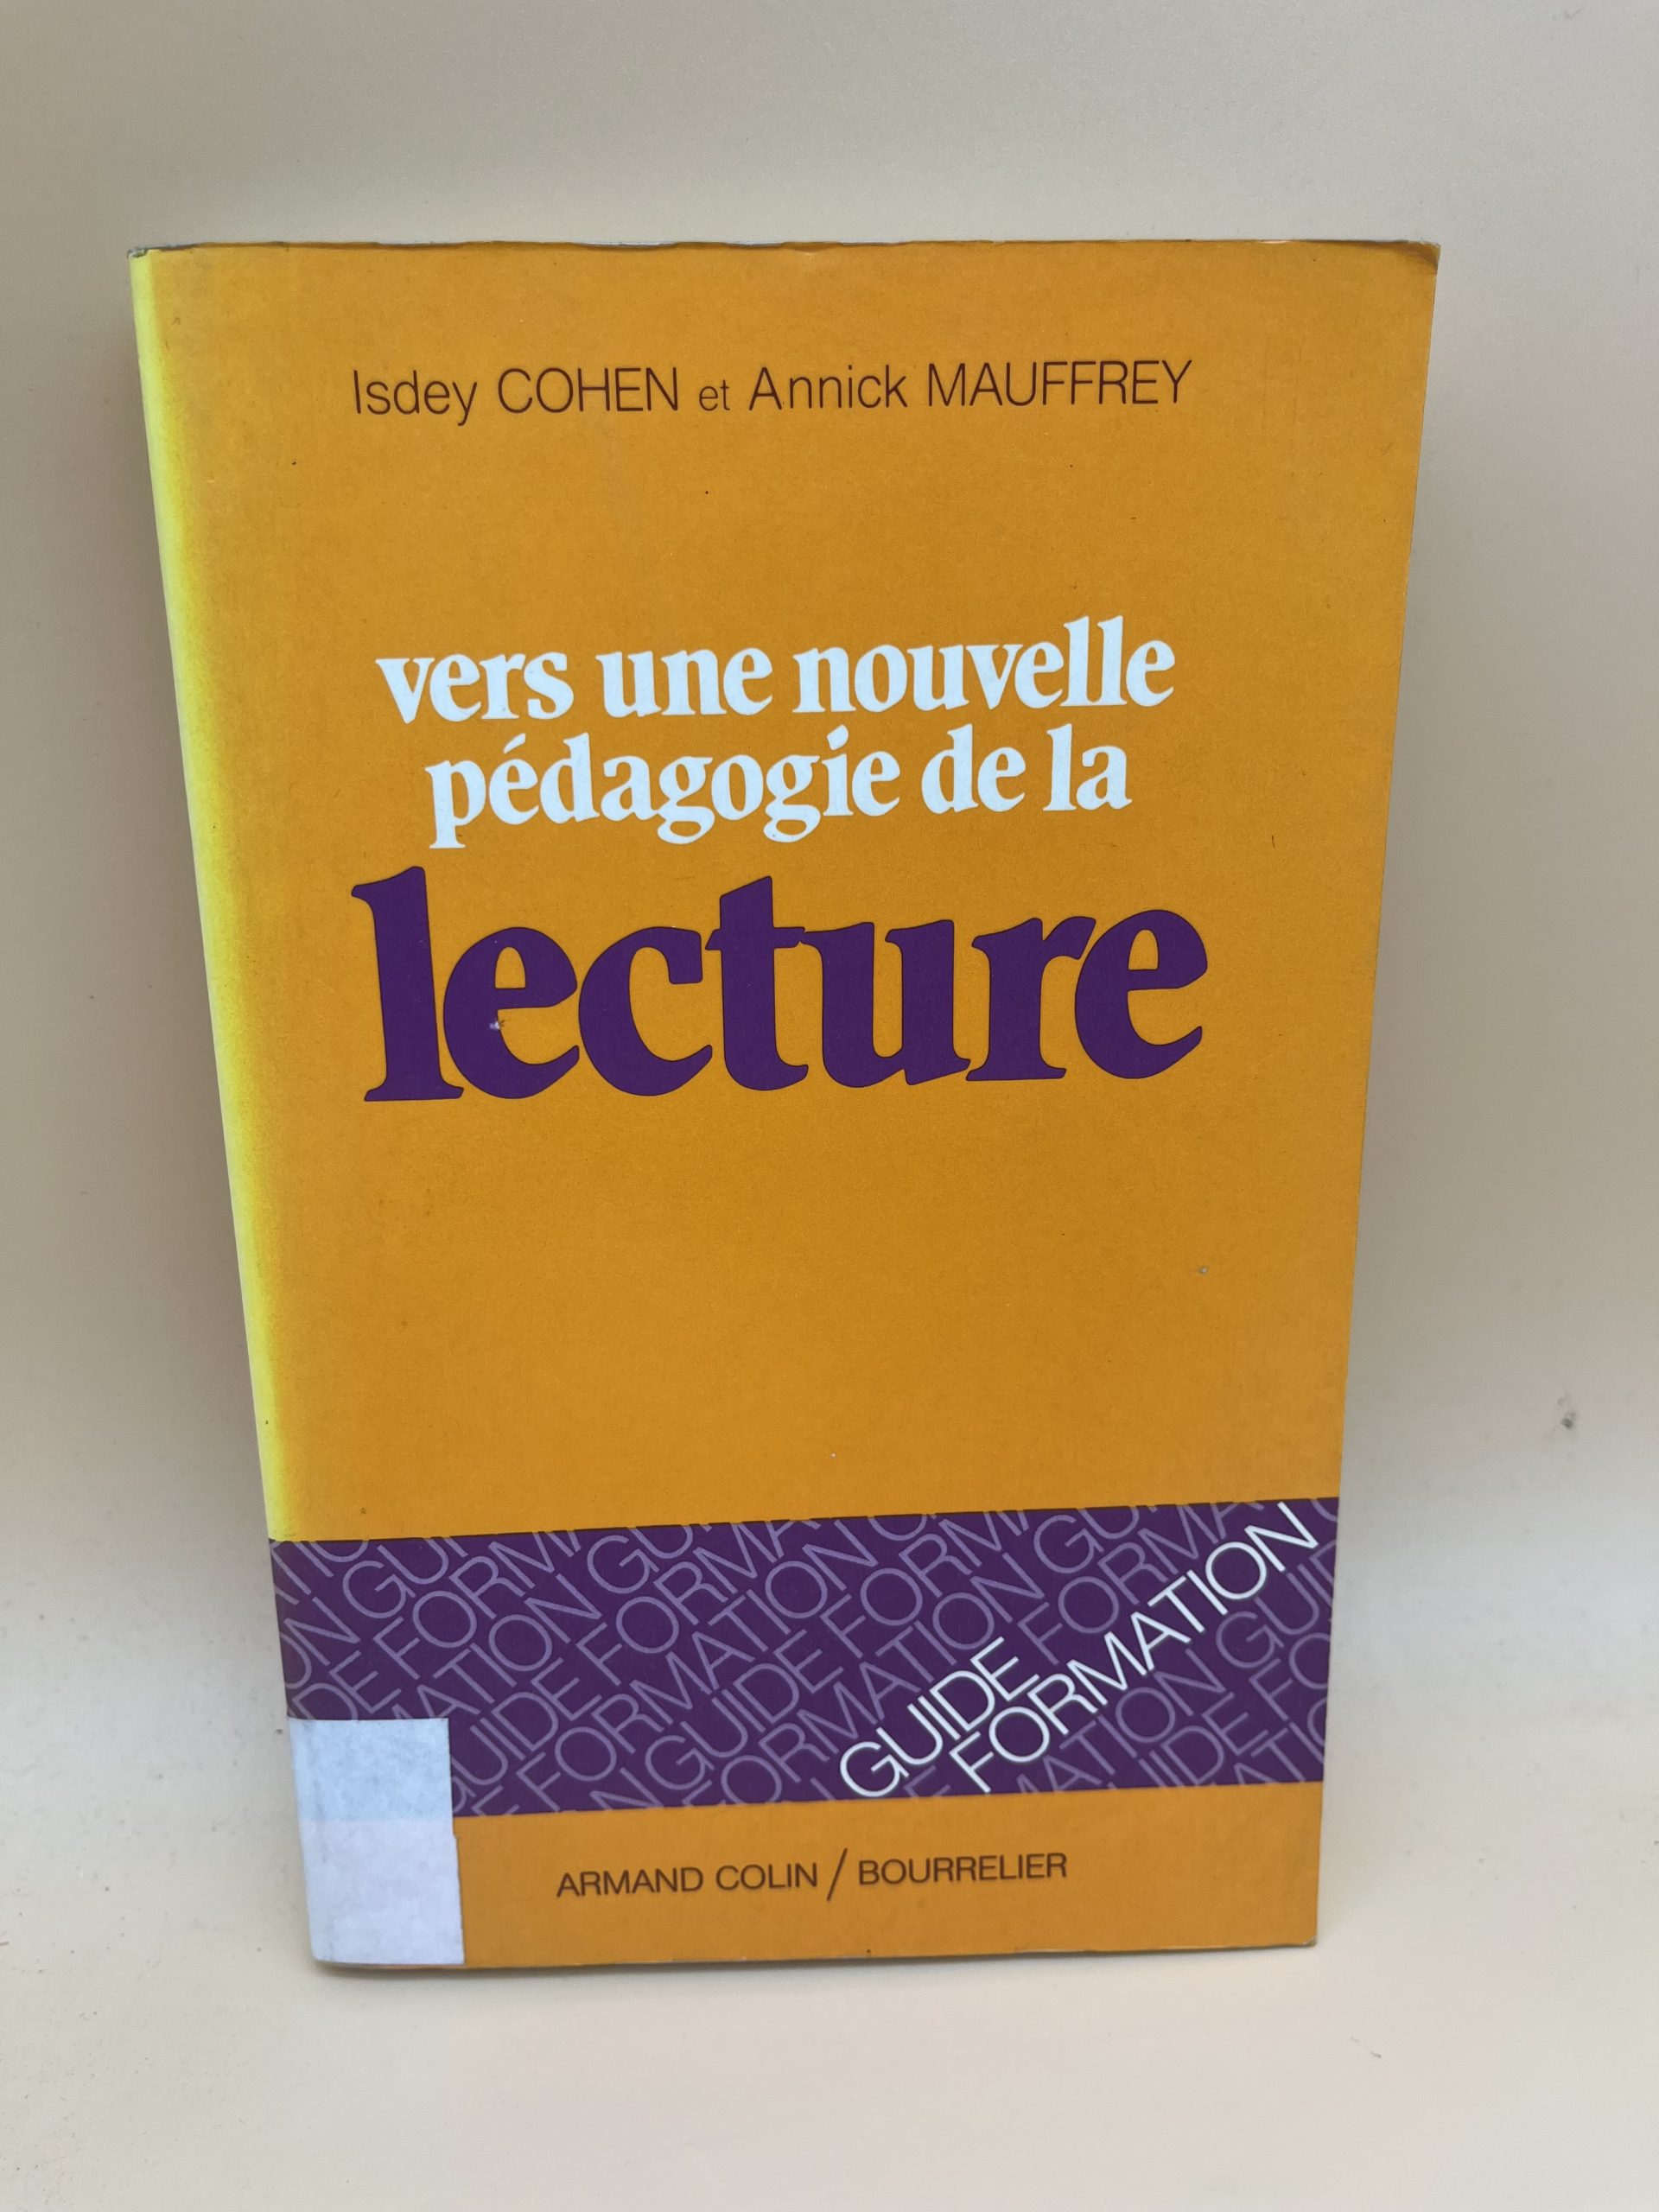 Isdey COHEN et Annick MAUFFREY
vers une nouvelle
pédagogie de la
lecture
GUIDE
FORMATION
ARMAND COLIN / BOURRELIER